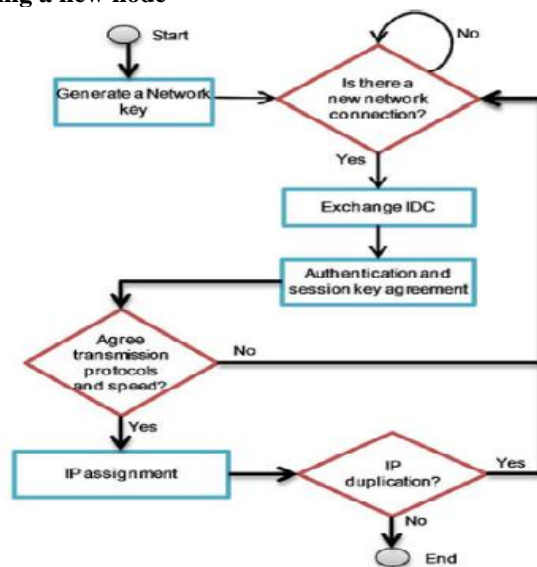 ing a new node
Start
No
Generate a Network
key
Is there a
new network
connection?
Yes
Exchange IDC
Authentication and
session key agreement
Agree
transmission
protocols
and speed?
No
Yes
IP assignment
IP
duplication?
Yes
No
End